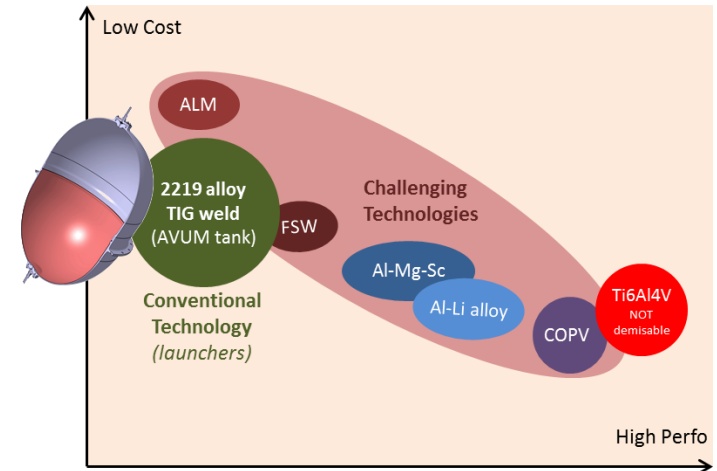 Low Cost
ALM
2219 alloy
TIG weld
(AVUM tank)
FSW
Challenging
Technologies
Al-Mg-Sc
Al-Li alloy
COPV
Ti6Al4V
NOT
demisable
Conventional
Technology
(launchers)
High Perfo